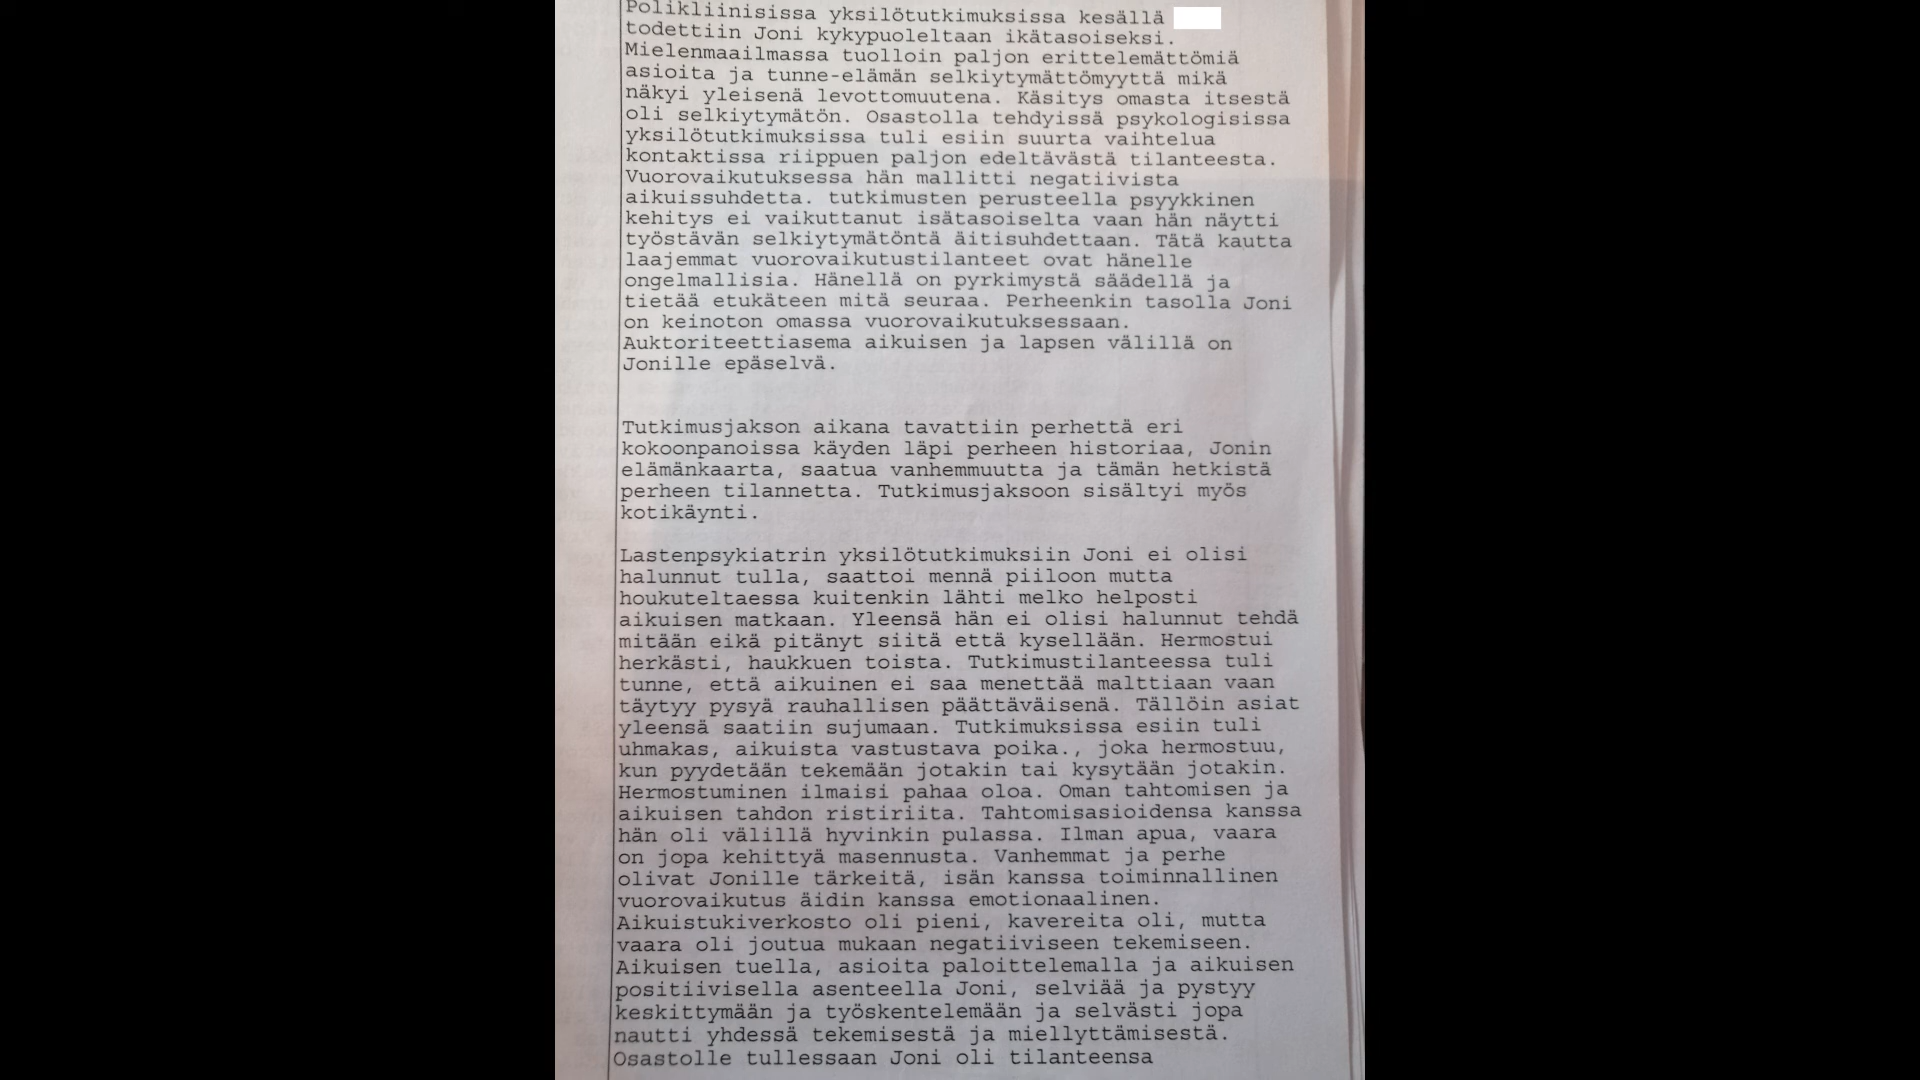 Polikliinisissa yksilötutkimuksissa kesällä
todettiin Joni kykypuoleltaan ikätasoiseksi.
Mielenmaailmassa tuolloin paljon erittelemättömiä
asioita ja tunne-elämän selkiytymättömyyttä mikä
näkyi yleisenä levottomuutena. Käsitys omasta itsestä
oli selkiytymätön. Osastolla tehdyissä psykologisissa
yksilötutkimuksissa tuli esiin suurta vaihtelua
kontaktissa riippuen paljon edeltävästä tilanteesta.
Vuorovaikutuksessa hän mallitti negatiivista
aikuissuhdetta. tutkimusten perusteella psyykkinen
kehitys ei vaikuttanut isätasoiselta vaan hän näytti
työstävän selkiytymätöntä äitisuhdettaan. Tätä kautta
laajemmat vuorovaikutustilanteet ovat hänelle
ongelmallisia. Hänellä on pyrkimystä säädellä ja
tietää etukäteen mitä seuraa. Perheenkin tasolla Joni
on keinoton omassa vuorovaikutuksessaan.
Auktoriteettiasema aikuisen ja lapsen välillä on
Jonille epäselvä.
Tutkimusjakson aikana tavattiin perhettä eri
kokoonpanoissa käyden läpi perheen historiaa, Jonin
elämänkaarta, saatua vanhemmuutta ja tämän hetkistä
perheen tilannetta. Tutkimusjaksoon sisältyi myös
kotikäynti.
Lastenpsykiatrin yksilötutkimuksiin Joni ei olisi
halunnut tulla, saattoi mennä piiloon mutta
houkuteltaessa kuitenkin lähti melko helposti
aikuisen matkaan. Yleensä hän ei olisi halunnut tehdä
mitään eikä pitänyt siitä että kysellään. Hermostui
herkästi, haukkuen toista. Tutkimustilanteessa tuli
tunne, että aikuinen ei saa menettää malttiaan vaan
täytyy pysyä rauhallisen päättäväisenä. Tällöin asiat
yleensä saatiin sujumaan. Tutkimuksissa esiin tuli
uhmakas, aikuista vastustava poika., joka hermostuu,
kun pyydetään tekemään jotakin tai kysytään jotakin.
Hermostuminen ilmaisi pahaa oloa. Oman tahtomisen ja
aikuisen tahdon ristiriita. Tahtomisasioidensa kanssa
hän oli välillä hyvinkin pulassa. Ilman apua, vaara
on jopa kehittyä masennusta. Vanhemmat ja perhe
olivat Jonille tärkeitä, isän kanssa toiminnallinen
vuorovaikutus äidin kanssa emotionaalinen.
Aikuistukiverkosto oli pieni, kavereita oli, mutta
vaara oli joutua mukaan negatiiviseen tekemiseen.
Aikuisen tuella, asioita paloittelemalla ja aikuisen
positiivisella asenteella Joni, selviää ja pystyy
keskittymään ja työskentelemään ja selvästi jopa
nautti yhdessä tekemisestä ja miellyttämisestä.
Osastolle tullessaan Joni oli tilanteensa